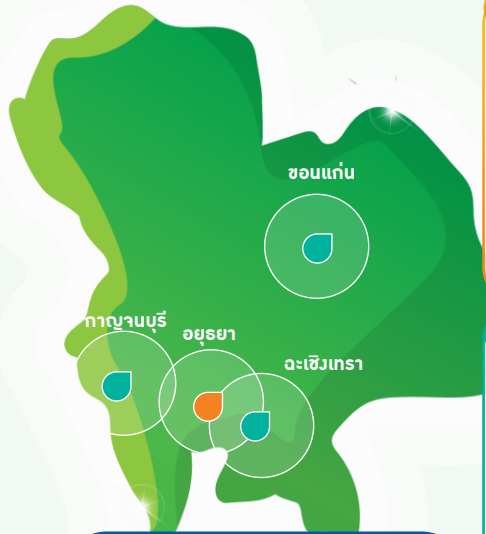 ขอนแก่น
กาญจนบุรี
อยุธยา
ฉะเชิงเทรา